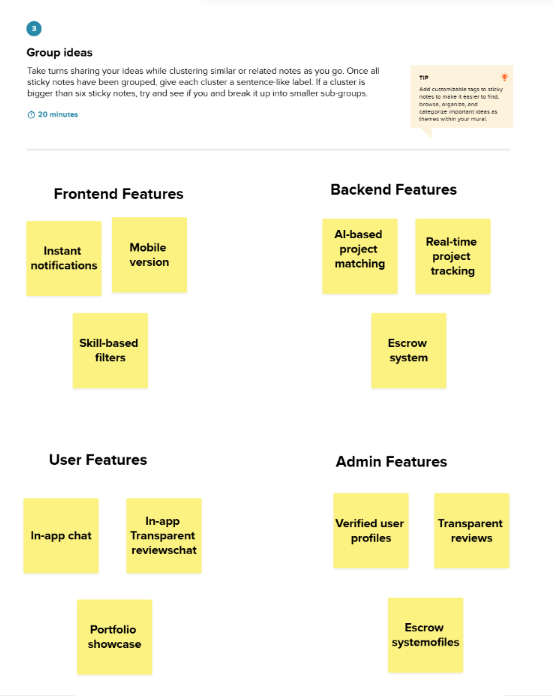 3
Group ideas
Take turns sharing your ideas while clustering similar or related notes as you go. Once all
sticky notes have been grouped, give each cluster a sentence-like label. If a cluster is
bigger than six sticky notes, try and see if you and break it up into smaller sub-groups.
20 minutes
TIP
Add customizable tags to sticky
notes to make it easier to find,
browse, organize, and
categorize important ideas as
themes within your mural.
Frontend Features
Instant
notifications
Mobile
version
Skill-based
filters
Backend Features
AI-based
project
matching
Real-time
project
tracking
Escrow
system
User Features
In-app chat
In-app
Transparent
reviewschat
Portfolio
showcase
Admin Features
Verified user
profiles
Transparent
reviews
Escrow
systemofiles